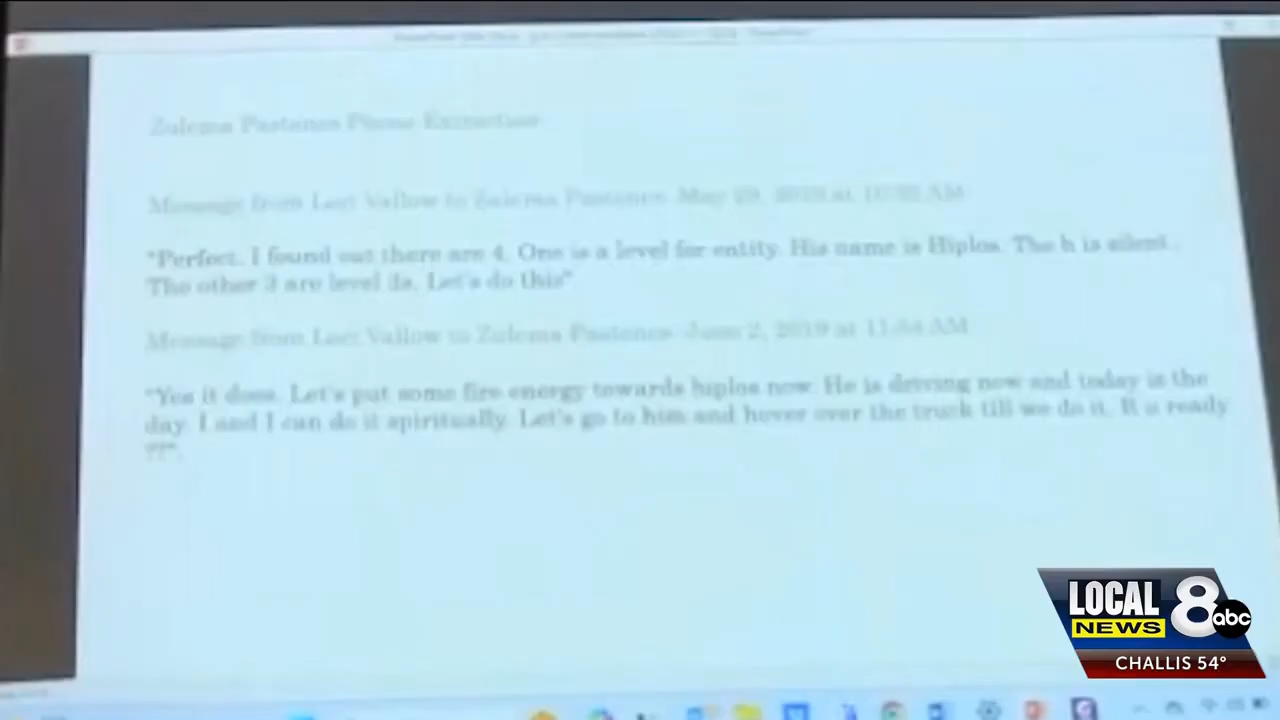 Zulema Pastenes Phone Extraction
Message from Lori Vallow to Zulema Pastenes- May 29, 2019 at AM
"Perfect. I found out there are 4. One is a level for entity. His name is Hiplos. The h is silent.
The other 3 are level 3s. Let's do this"
Message from Lori Vallow to Zulema Pastenes- June 2, 2019 at AM
"Yes it does. Let's put some fire energy towards hiplos now. He is driving now and today is the
day. I and I can do it spiritually. Let's go to him and hover over the truck till we do it. R u ready
??".
LOCAL
NEWS
8
abc
CHALLIS 54°